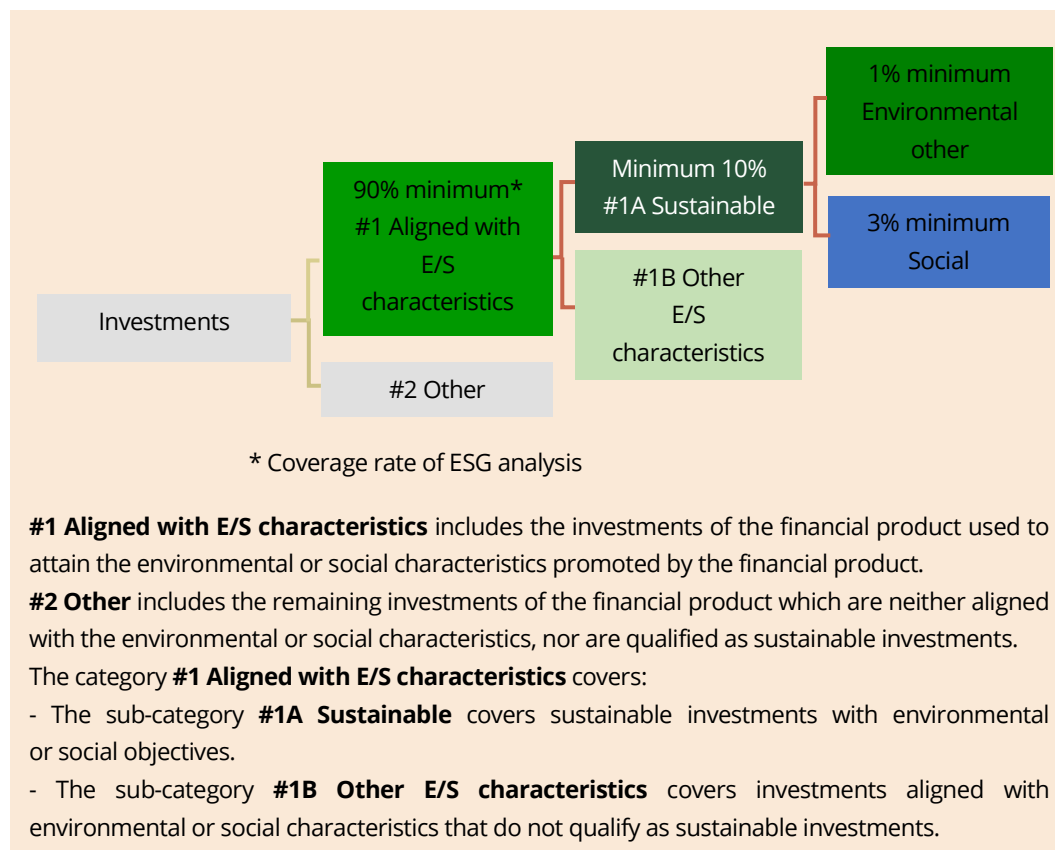 1% minimum
Environmental
other
Minimum 10%
#1A Sustainable
90% minimum*
#1 Aligned with
E/S
characteristics
3% minimum
Social
#1B Other
E/S
characteristics
Investments
#2 Other
* Coverage rate of ESG analysis
#1 Aligned with E/S characteristics includes the investments of the financial product used to
attain the environmental or social characteristics promoted by the financial product.
#2 Other includes the remaining investments of the financial product which are neither aligned
with the environmental or social characteristics, nor are qualified as sustainable investments.
The category #1 Aligned with E/S characteristics covers:
- The sub-category #1A Sustainable covers sustainable investments with environmental
or social objectives.
- The sub-category #1B Other E/S characteristics covers investments aligned with
environmental or social characteristics that do not qualify as sustainable investments.